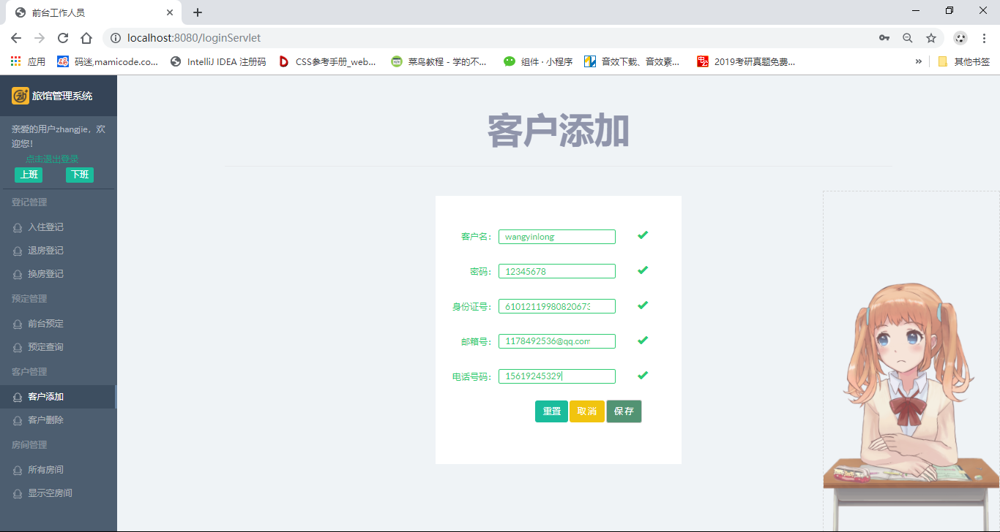 前台工作人员
localhost:8080/loginServlet
应用 码迷,mamicode.co... IntelliJ IDEA 注册码 CSS参考手册_web... 菜鸟教程 - 学的不... 组件 · 小程序 音效下载、音效素... 2019考研真题免费... » 其他书签
旅馆管理系统
亲爱的用户zhangjie，欢
迎您！
点击退出登录
上班 下班
登记管理
入住登记
退房登记
换房登记
预定管理
前台预定
预定查询
客户管理
客户添加
客户删除
房间管理
所有房间
显示空房间
客户添加
客户名： wangyinlong
密码： 12345678
身份证号： 61012119980820673
邮箱号： 1178492536@qq.com
电话号码： 15619245329
重置 取消 保存